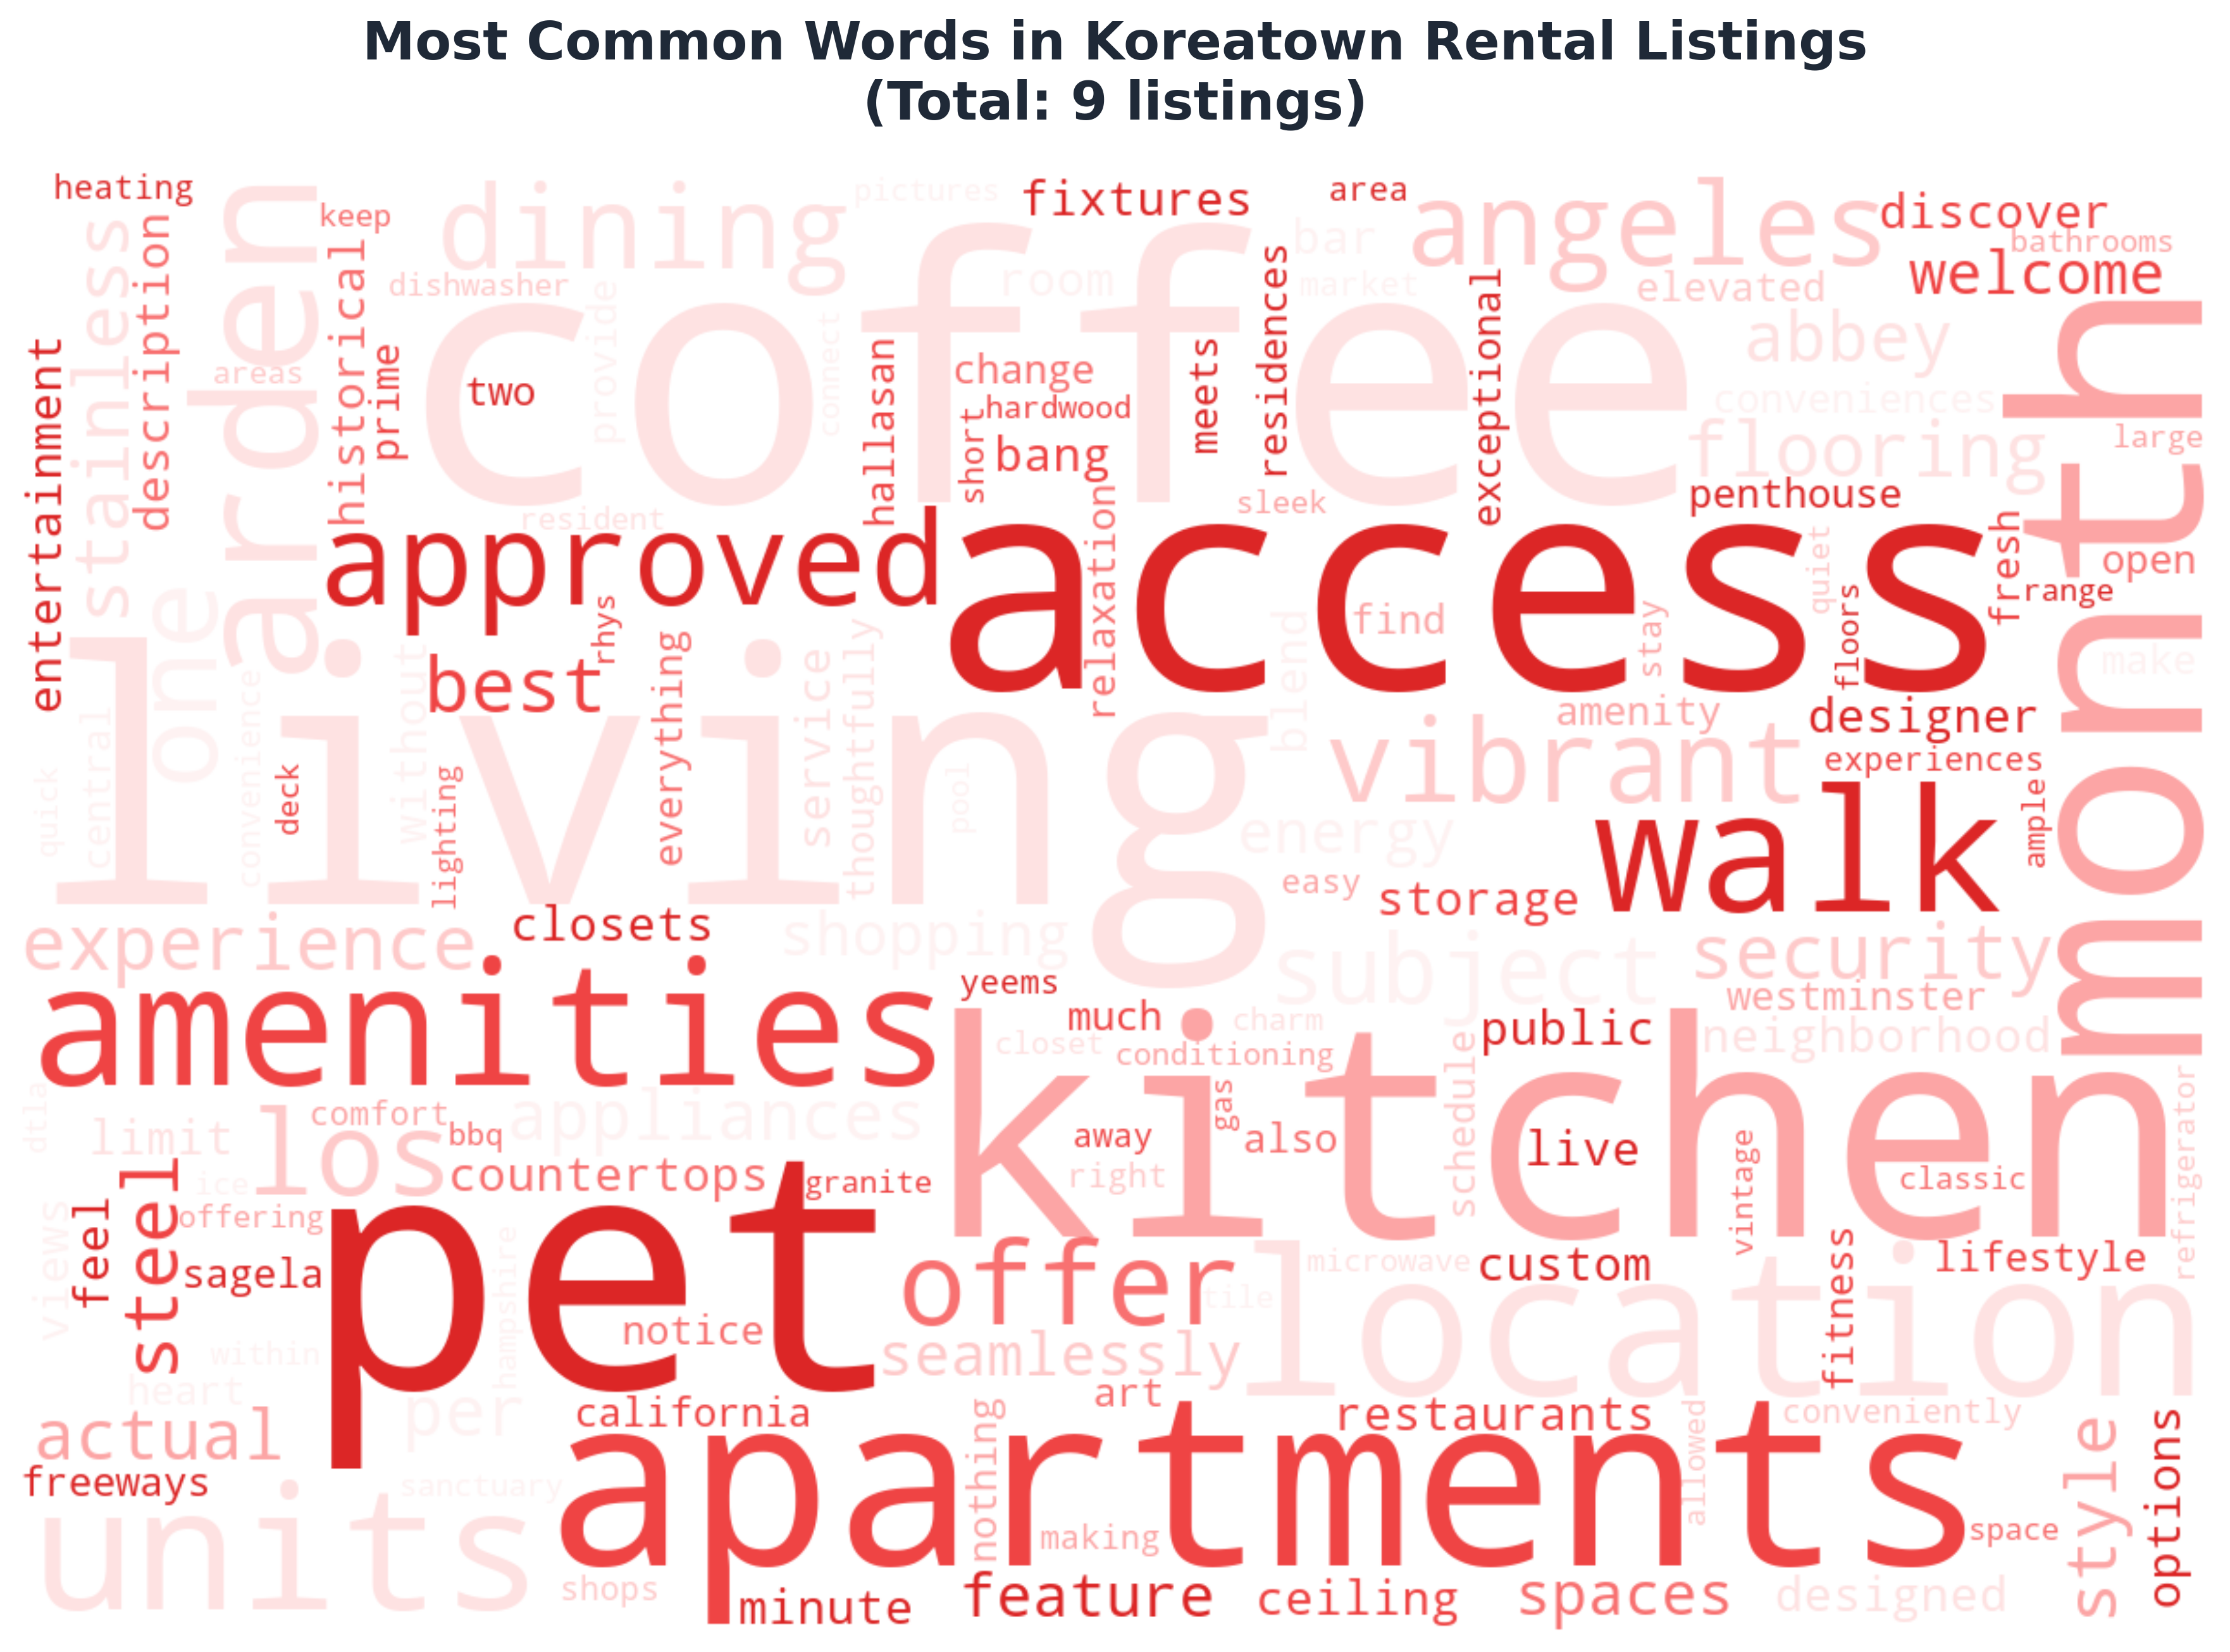 Most Common Words in Koreatown Rental Listings
(Total: 9 listings)
heating
keep
dining
pictures
fixtures
area
bar
angeles
discover
bathrooms
welcome
stainless
description
arden
historical
dishwasher
provide
coffee
room
market
residences
exceptional
elevated
abbey
month
entertainment
areas
prime
two
connect
hallasan
change
hardwood
short
bang
meets
conveniences
flooring
large
resident
approved
relaxation
sleek
access
penthouse
quiet
fresh
open
range
one
living
without
best
rhys
everything
service
thoughtfully
blend
find
stay
floors
make
amenity
designer
vibrant
experiences
quick
central
convenience
deck
lighting
pool
energy
easy
storage
walk
ample
experience
closets
shopping
subject
security
amenities
yeems
much
charm
closet
conditioning
kitchen
schedule
public
westminster
neighborhood
dtla
limit
los
comfort
bbq
appliances
gas
away
also
right
live
vintage
classic
refrigerator
ice
offering
countertops
granite
views
feel
steel
sagela
pet
notice
hampshire
offer
tile
microwave
custom
location
fitness
lifestyle
within
heart
seamlessly
per
actual
california
art
nothing
restaurants
allowed
conveniently
freeways
sanctuary
units
apartments
making
space
style
options
shops
minute
feature
ceiling
spaces
designed